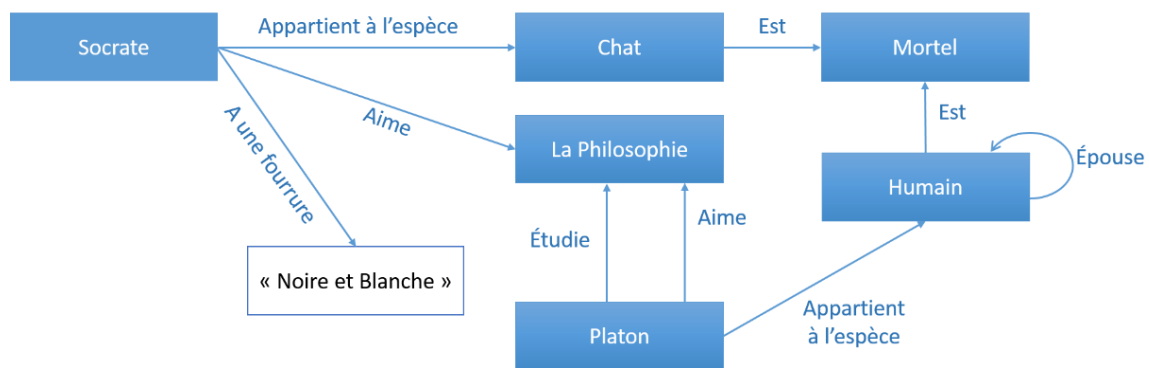 Socrate
Appartient à l’espèce
Chat
Est
Mortel
A une fourrure
Aime
La Philosophie
Est
Humain
Épouse
Étudie
Aime
« Noire et Blanche »
Platon
Appartient
à l’espèce